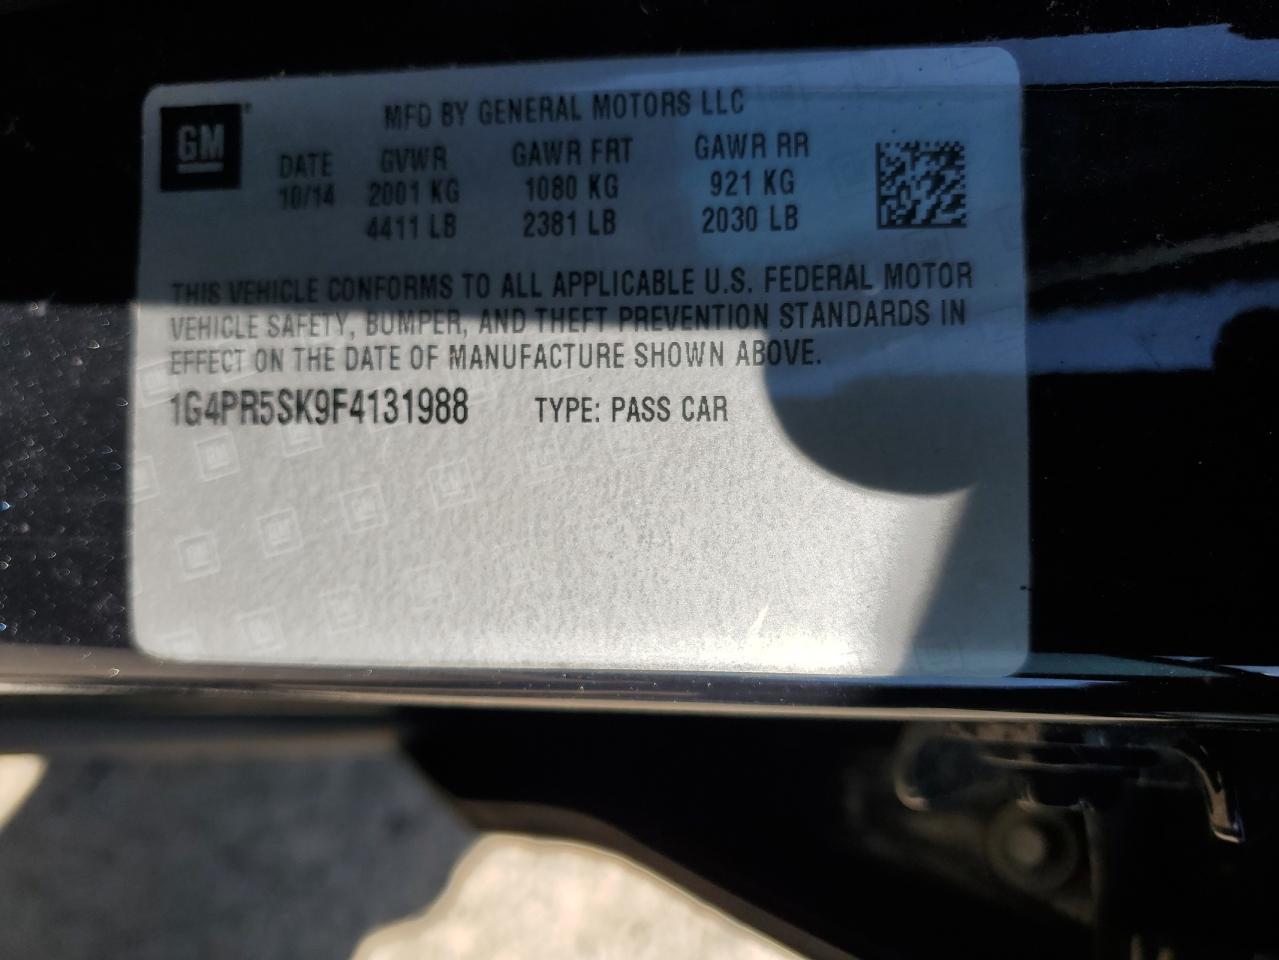 GM
MFD BY GENERAL MOTORS LLC
DATE GVWR GAWR FRT GAWR RR
10/14 2001 KG 1080 KG 921 KG
4411 LB 2381 LB 2030 LB
THIS VEHICLE CONFORMS TO ALL APPLICABLE U.S. FEDERAL MOTOR
VEHICLE SAFETY, BUMPER, AND THEFT PREVENTION STANDARDS IN
EFFECT ON THE DATE OF MANUFACTURE SHOWN ABOVE.
1G4PR5SK9F4131988 TYPE: PASS CAR